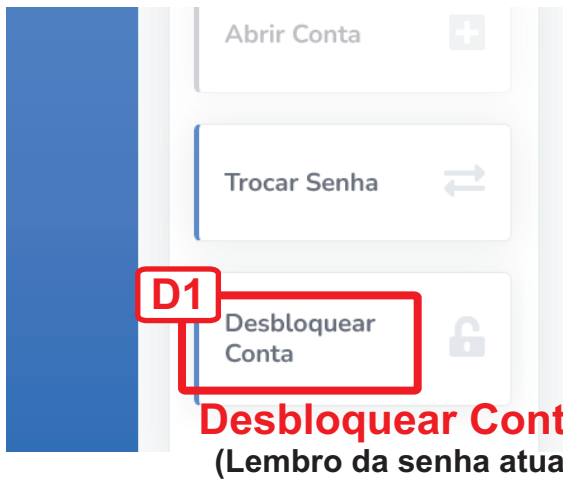 Abrir Conta
Trocar Senha
D1
Desbloquear
Conta
Desbloquear Cont
(Lembro da senha atua